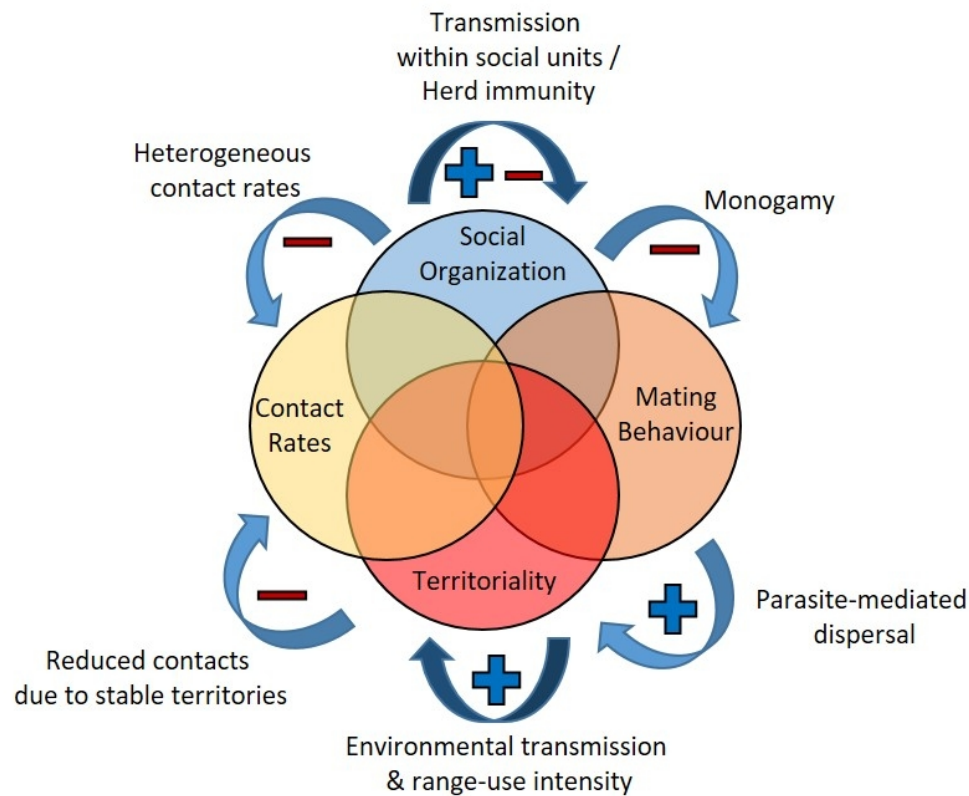 Transmission
within social units /
Herd immunity
Heterogeneous
contact rates
Monogamy
Social
Organization
Contact
Rates
Mating
Behaviour
Territoriality
Parasite-mediated
dispersal
Reduced contacts
due to stable territories
Environmental transmission
& range-use intensity